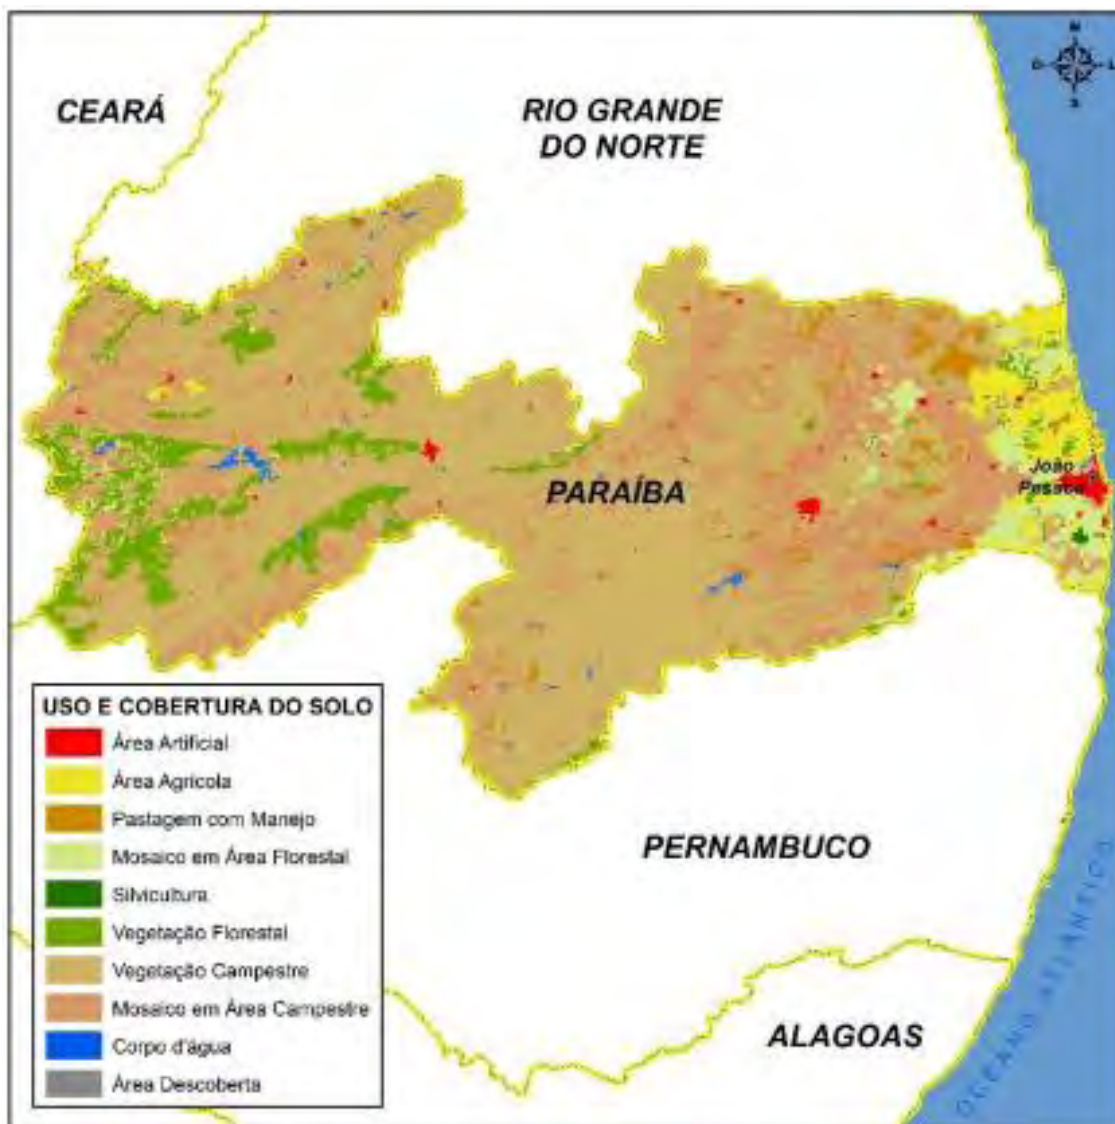 N
O
L
S
CEARÁ
RIO GRANDE
DO NORTE
PARAÍBA
João
Pessoa
PERNAMBUCO
ALAGOAS
OCEANO ATLÂNTICO
USO E COBERTURA DO SOLO
Área Artificial
Área Agrícola
Pastagem com Manejo
Mosaico em Área Florestal
Silvicultura
Vegetação Florestal
Vegetação Campestre
Mosaico em Área Campestre
Corpo d'água
Área Descoberta